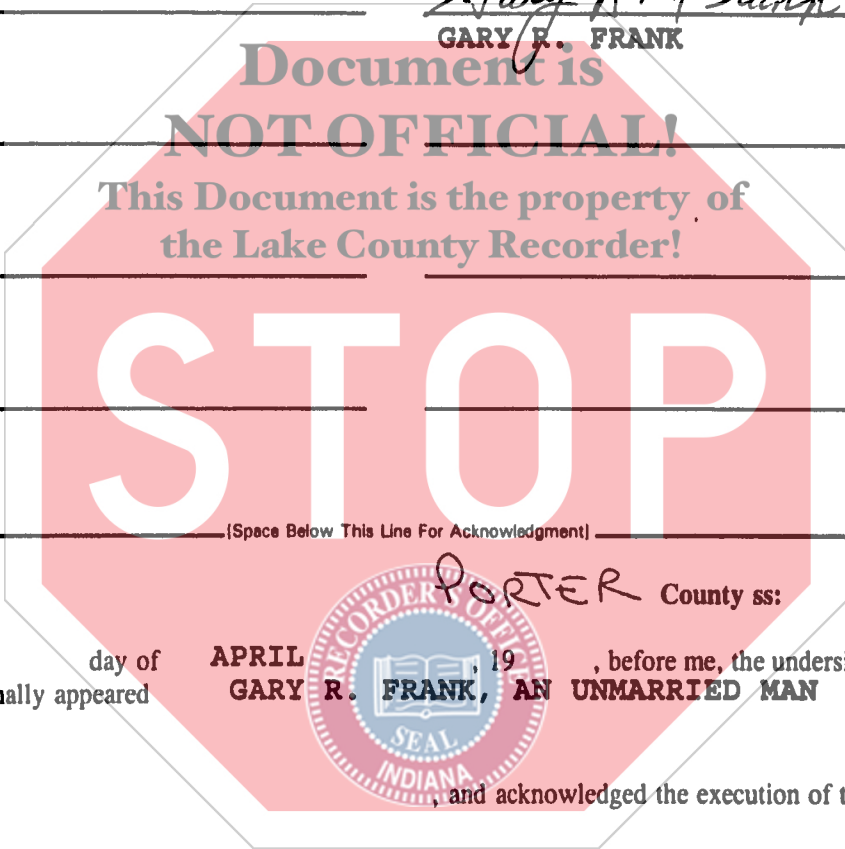 GARY R. FRANK
Document is
NOT OFFICIAL!
This Document is the property of
the Lake County Recorder!
STOP
[Space Below This Line For Acknowledgment]
PORTER County ss:
day of APRIL , 19 , before me, the undersi
nally appeared GARY R. FRANK, AN UNMARRIED MAN
RECORDER'S OFFICE
SEAL
INDIANA
, and acknowledged the execution of t